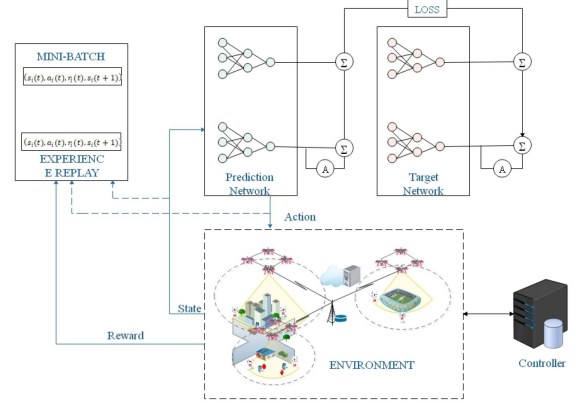 LOSS
MINI-BATCH
(s_i(t), a_i(t), r_i(t), s_i(t + 1))
(s_i(t), a_i(t), r_i(t), s_i(t + 1))
EXPERIENC
E REPLAY
Σ
Σ
A
Prediction
Network
Σ
Σ
A
Target
Network
Action
State
Reward
ENVIRONMENT
Controller